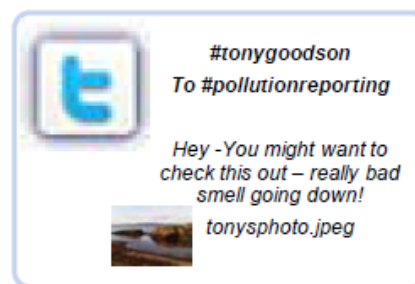 #tonygoodson
To #pollutionreporting
Hey -You might want to
check this out – really bad
smell going down!
tonysphoto.jpeg